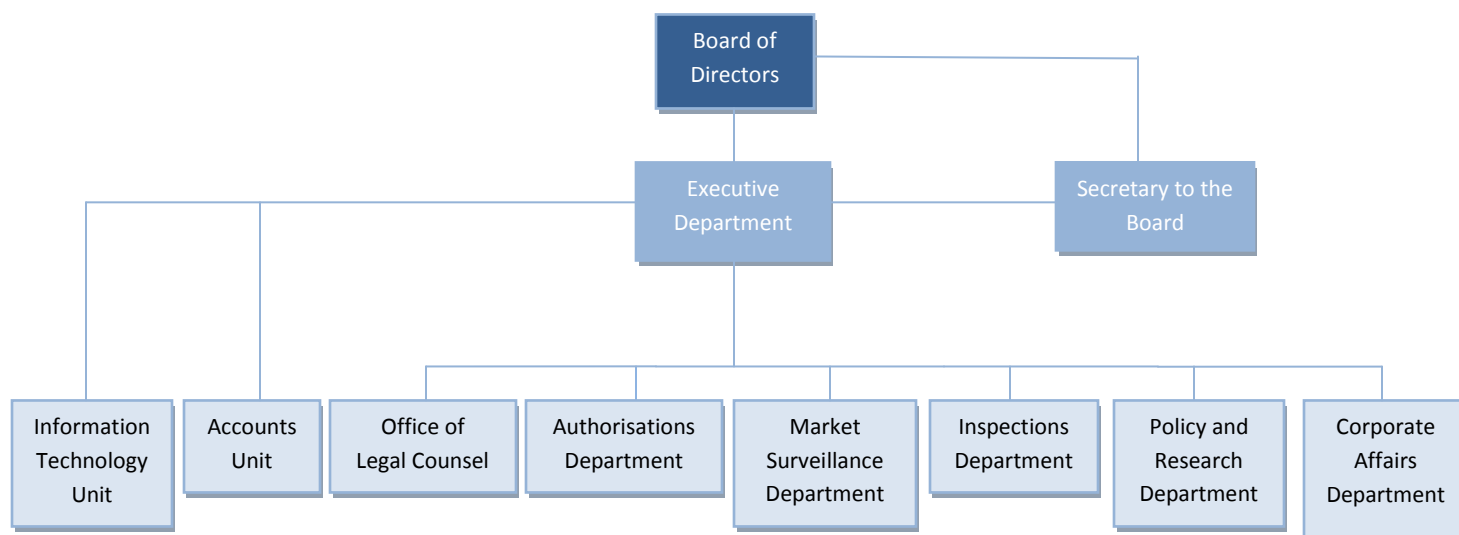 Board of
Directors
Executive
Department
Secretary to the
Board
Information
Technology
Unit
Accounts
Unit
Office of
Legal Counsel
Authorisations
Department
Market
Surveillance
Department
Inspections
Department
Policy and
Research
Department
Corporate
Affairs
Department